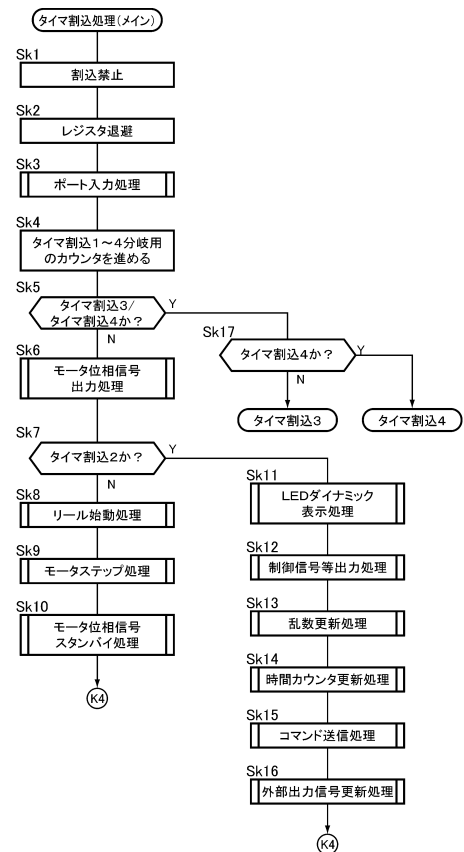 タイマ割込処理(メイン)
Sk1
割込禁止
Sk2
レジスタ退避
Sk3
ポート入力処理
Sk4
タイマ割込1～4分岐用
のカウンタを進める
Sk5
タイマ割込3/
タイマ割込4か?
Y
N
Sk17
タイマ割込4か?
Y
N
タイマ割込3
タイマ割込4
Sk6
モータ位相信号
出力処理
Sk7
タイマ割込2か?
Y
N
Sk8
リール始動処理
Sk9
モータステップ処理
Sk10
モータ位相信号
スタンバイ処理
K4
Sk11
LEDダイナミック
表示処理
Sk12
制御信号等出力処理
Sk13
乱数更新処理
Sk14
時間カウンタ更新処理
Sk15
コマンド送信処理
Sk16
外部出力信号更新処理
K4